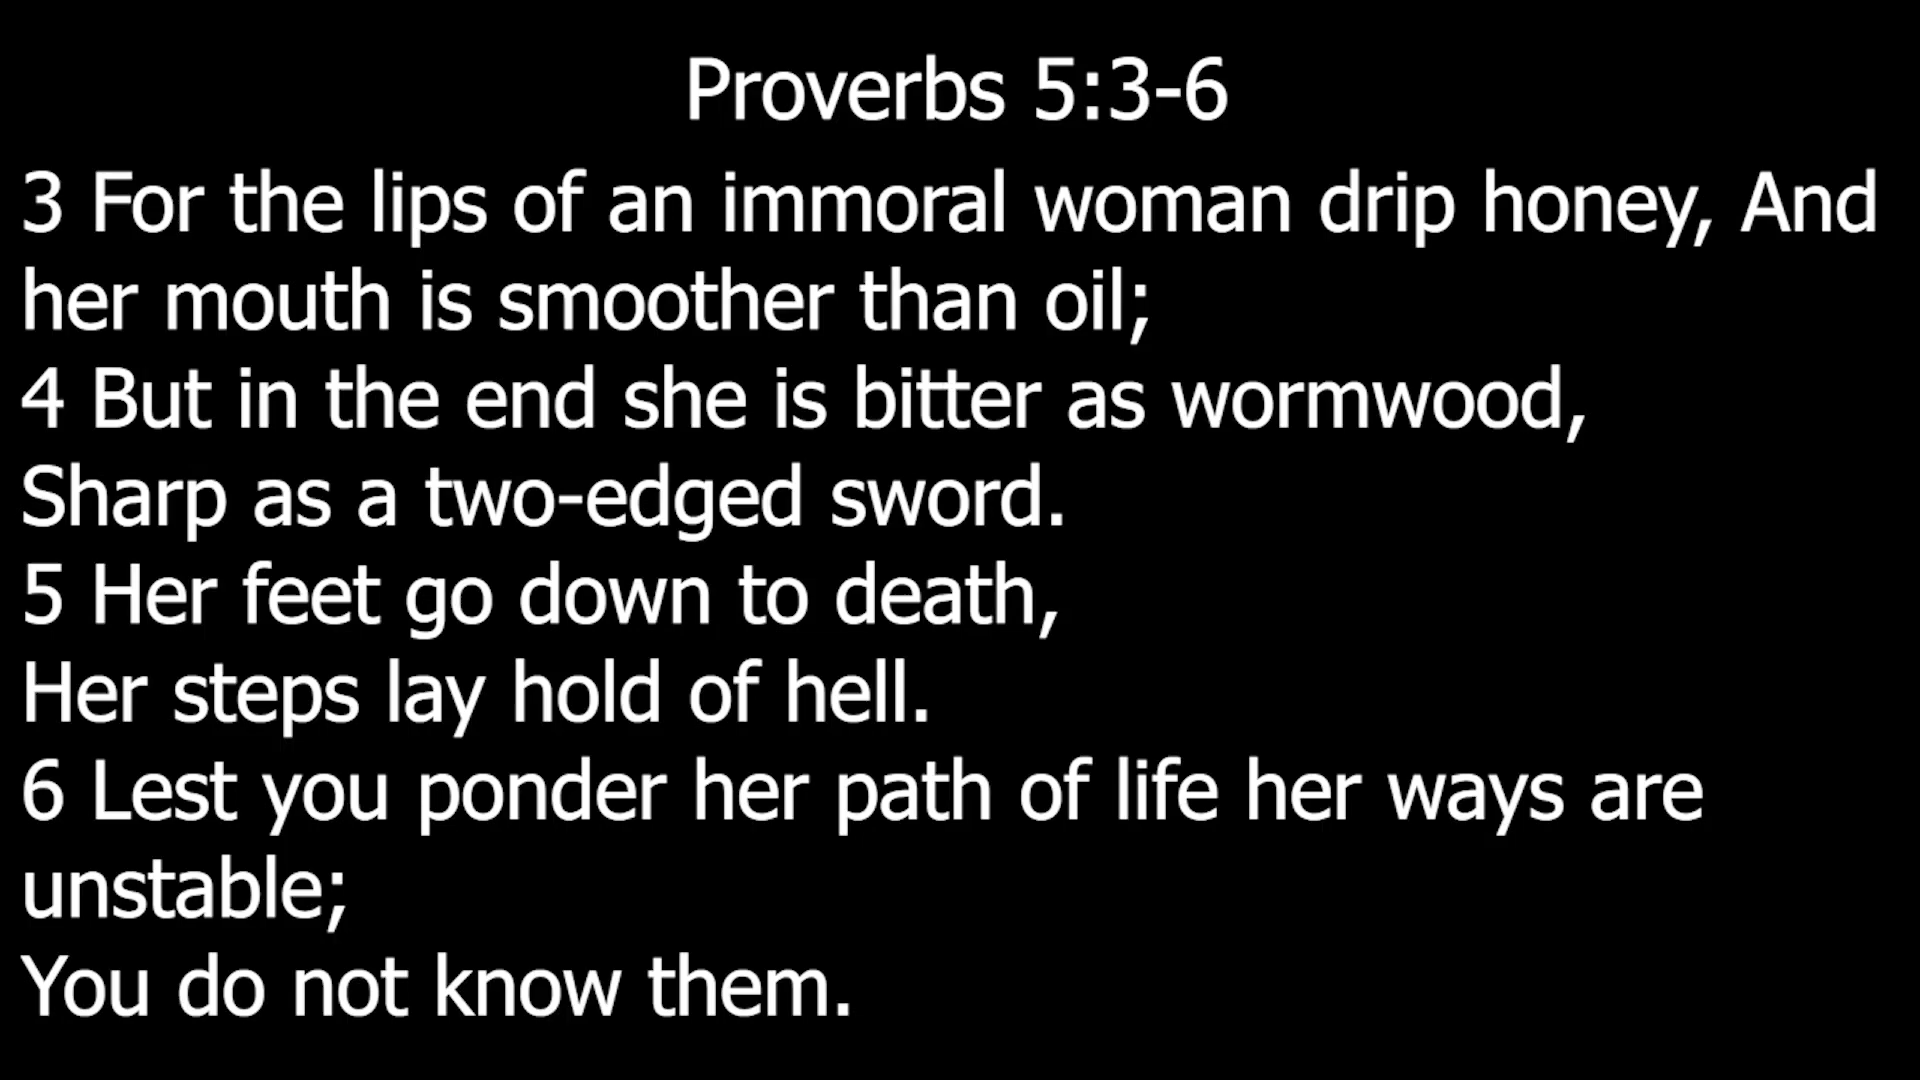 Proverbs 5:3-6
3 For the lips of an immoral woman drip honey, And
her mouth is smoother than oil;
4 But in the end she is bitter as wormwood,
Sharp as a two-edged sword.
5 Her feet go down to death,
Her steps lay hold of hell.
6 Lest you ponder her path of life her ways are
unstable;
You do not know them.